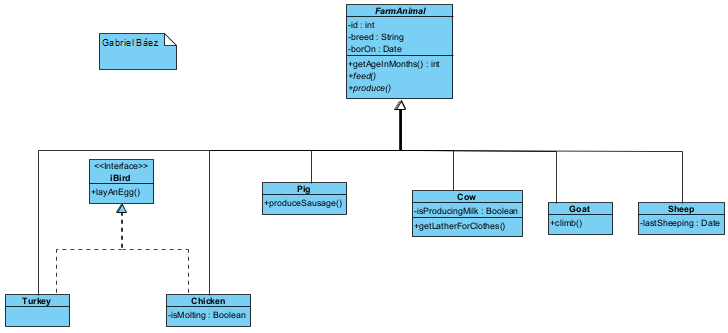 FarmAnimal
-id : int
-breed : String
-borOn : Date
+getAgeInMonths() : int
+feed()
+produce()
Gabriel Báez
<<Interface>>
iBird
+layAnEgg()
Pig
+produceSausage()
Cow
-isProducingMilk : Boolean
+getLatherForClothes()
Goat
+climb()
Sheep
-lastSheeping : Date
Turkey
Chicken
-isMolting : Boolean